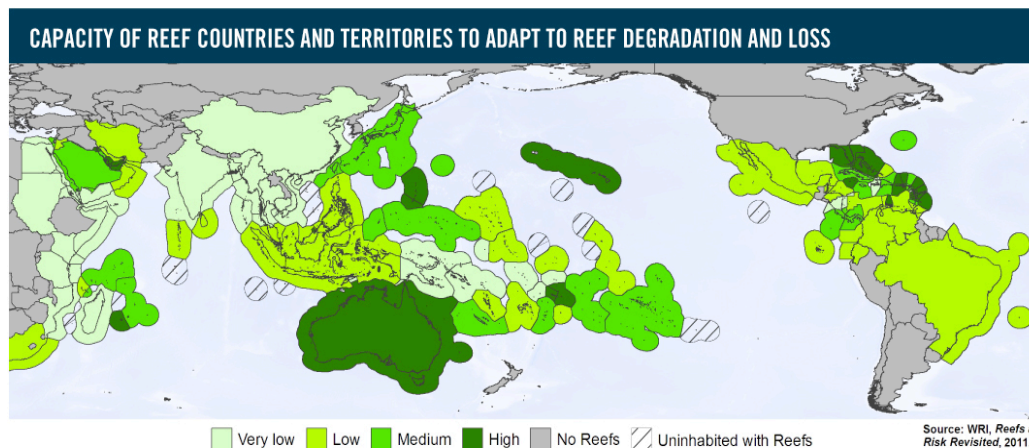 CAPACITY OF REEF COUNTRIES AND TERRITORIES TO ADAPT TO REEF DEGRADATION AND LOSS
Very low Low Medium High No Reefs Uninhabited with Reefs
Source: WRI, Reefs
Risk Revisited, 2011